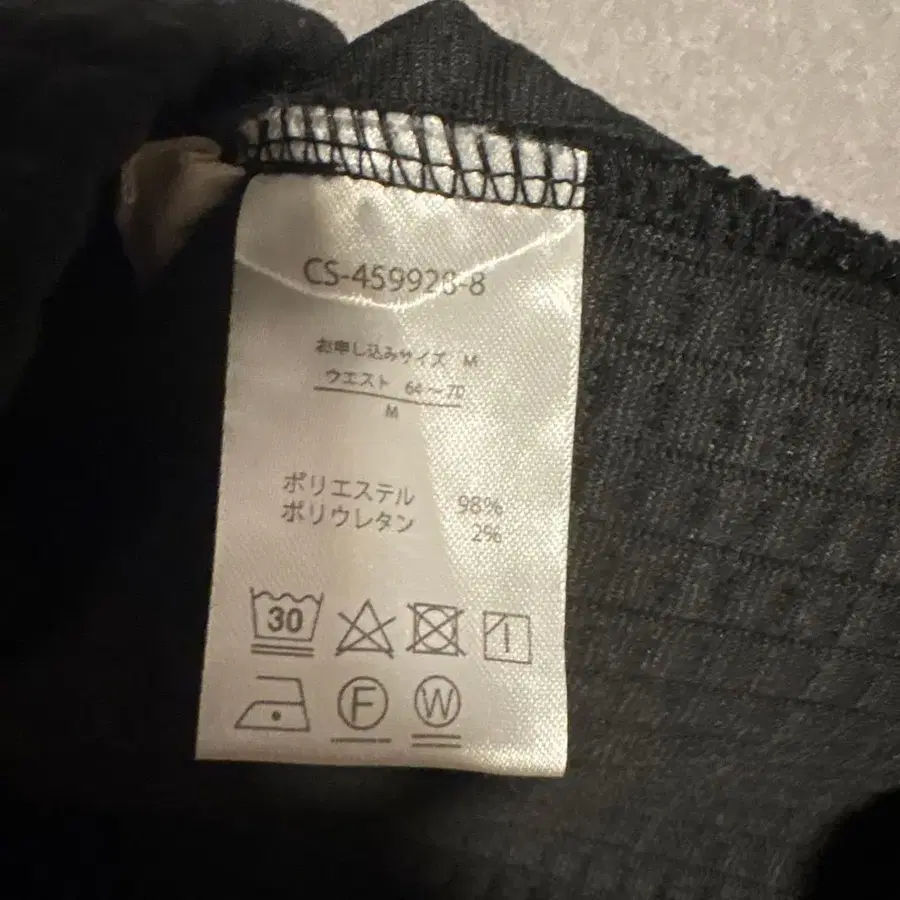 CS-459928-8
お申し込みサイズ M
ウエスト 64～70
M
ポリエステル 98%
ポリウレタン 2%
30
F W